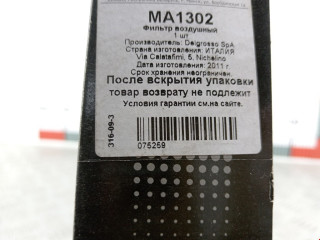 MA1302
Фильтр воздушный
1 шт
Производитель: Delgrosso SpA
Страна изготовления: ИТАЛИЯ
Via Calatafimi, 5, Nichelino
Дата изготовления: 2011 г.
Срок хранения неограничен.
После вскрытия упаковки
товар возврату не подлежит
Условия гарантии см.на сайте.
316-09-3
075259